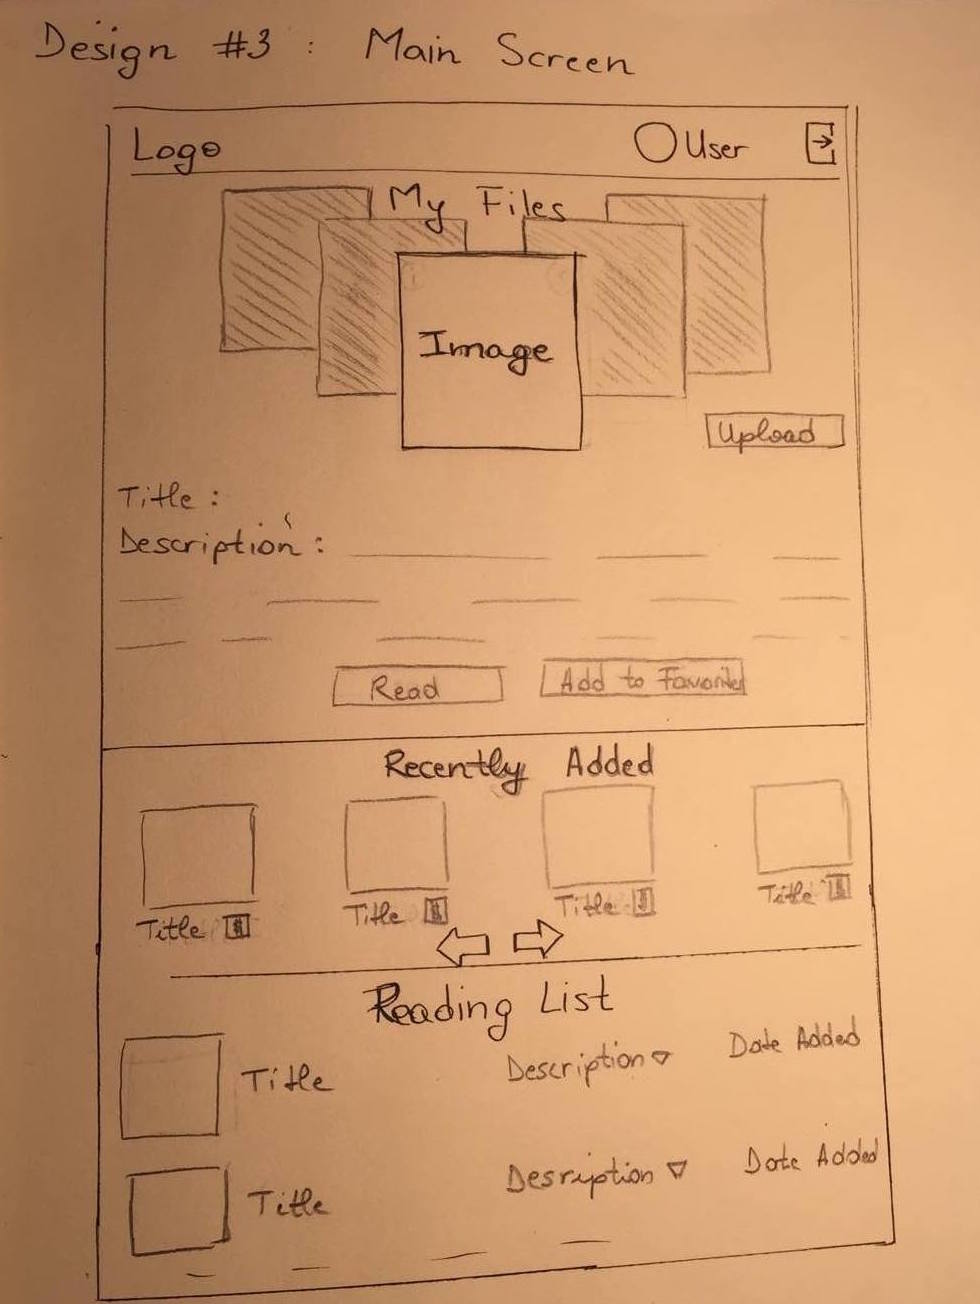 Design #3 : Main Screen
Logo User
My Files
Image
Upload
Title :
Description :
Read Add to Favorites
Recently Added
Title Title Title Title
Reading List
Title Description Date Added
Title Desription Date Added